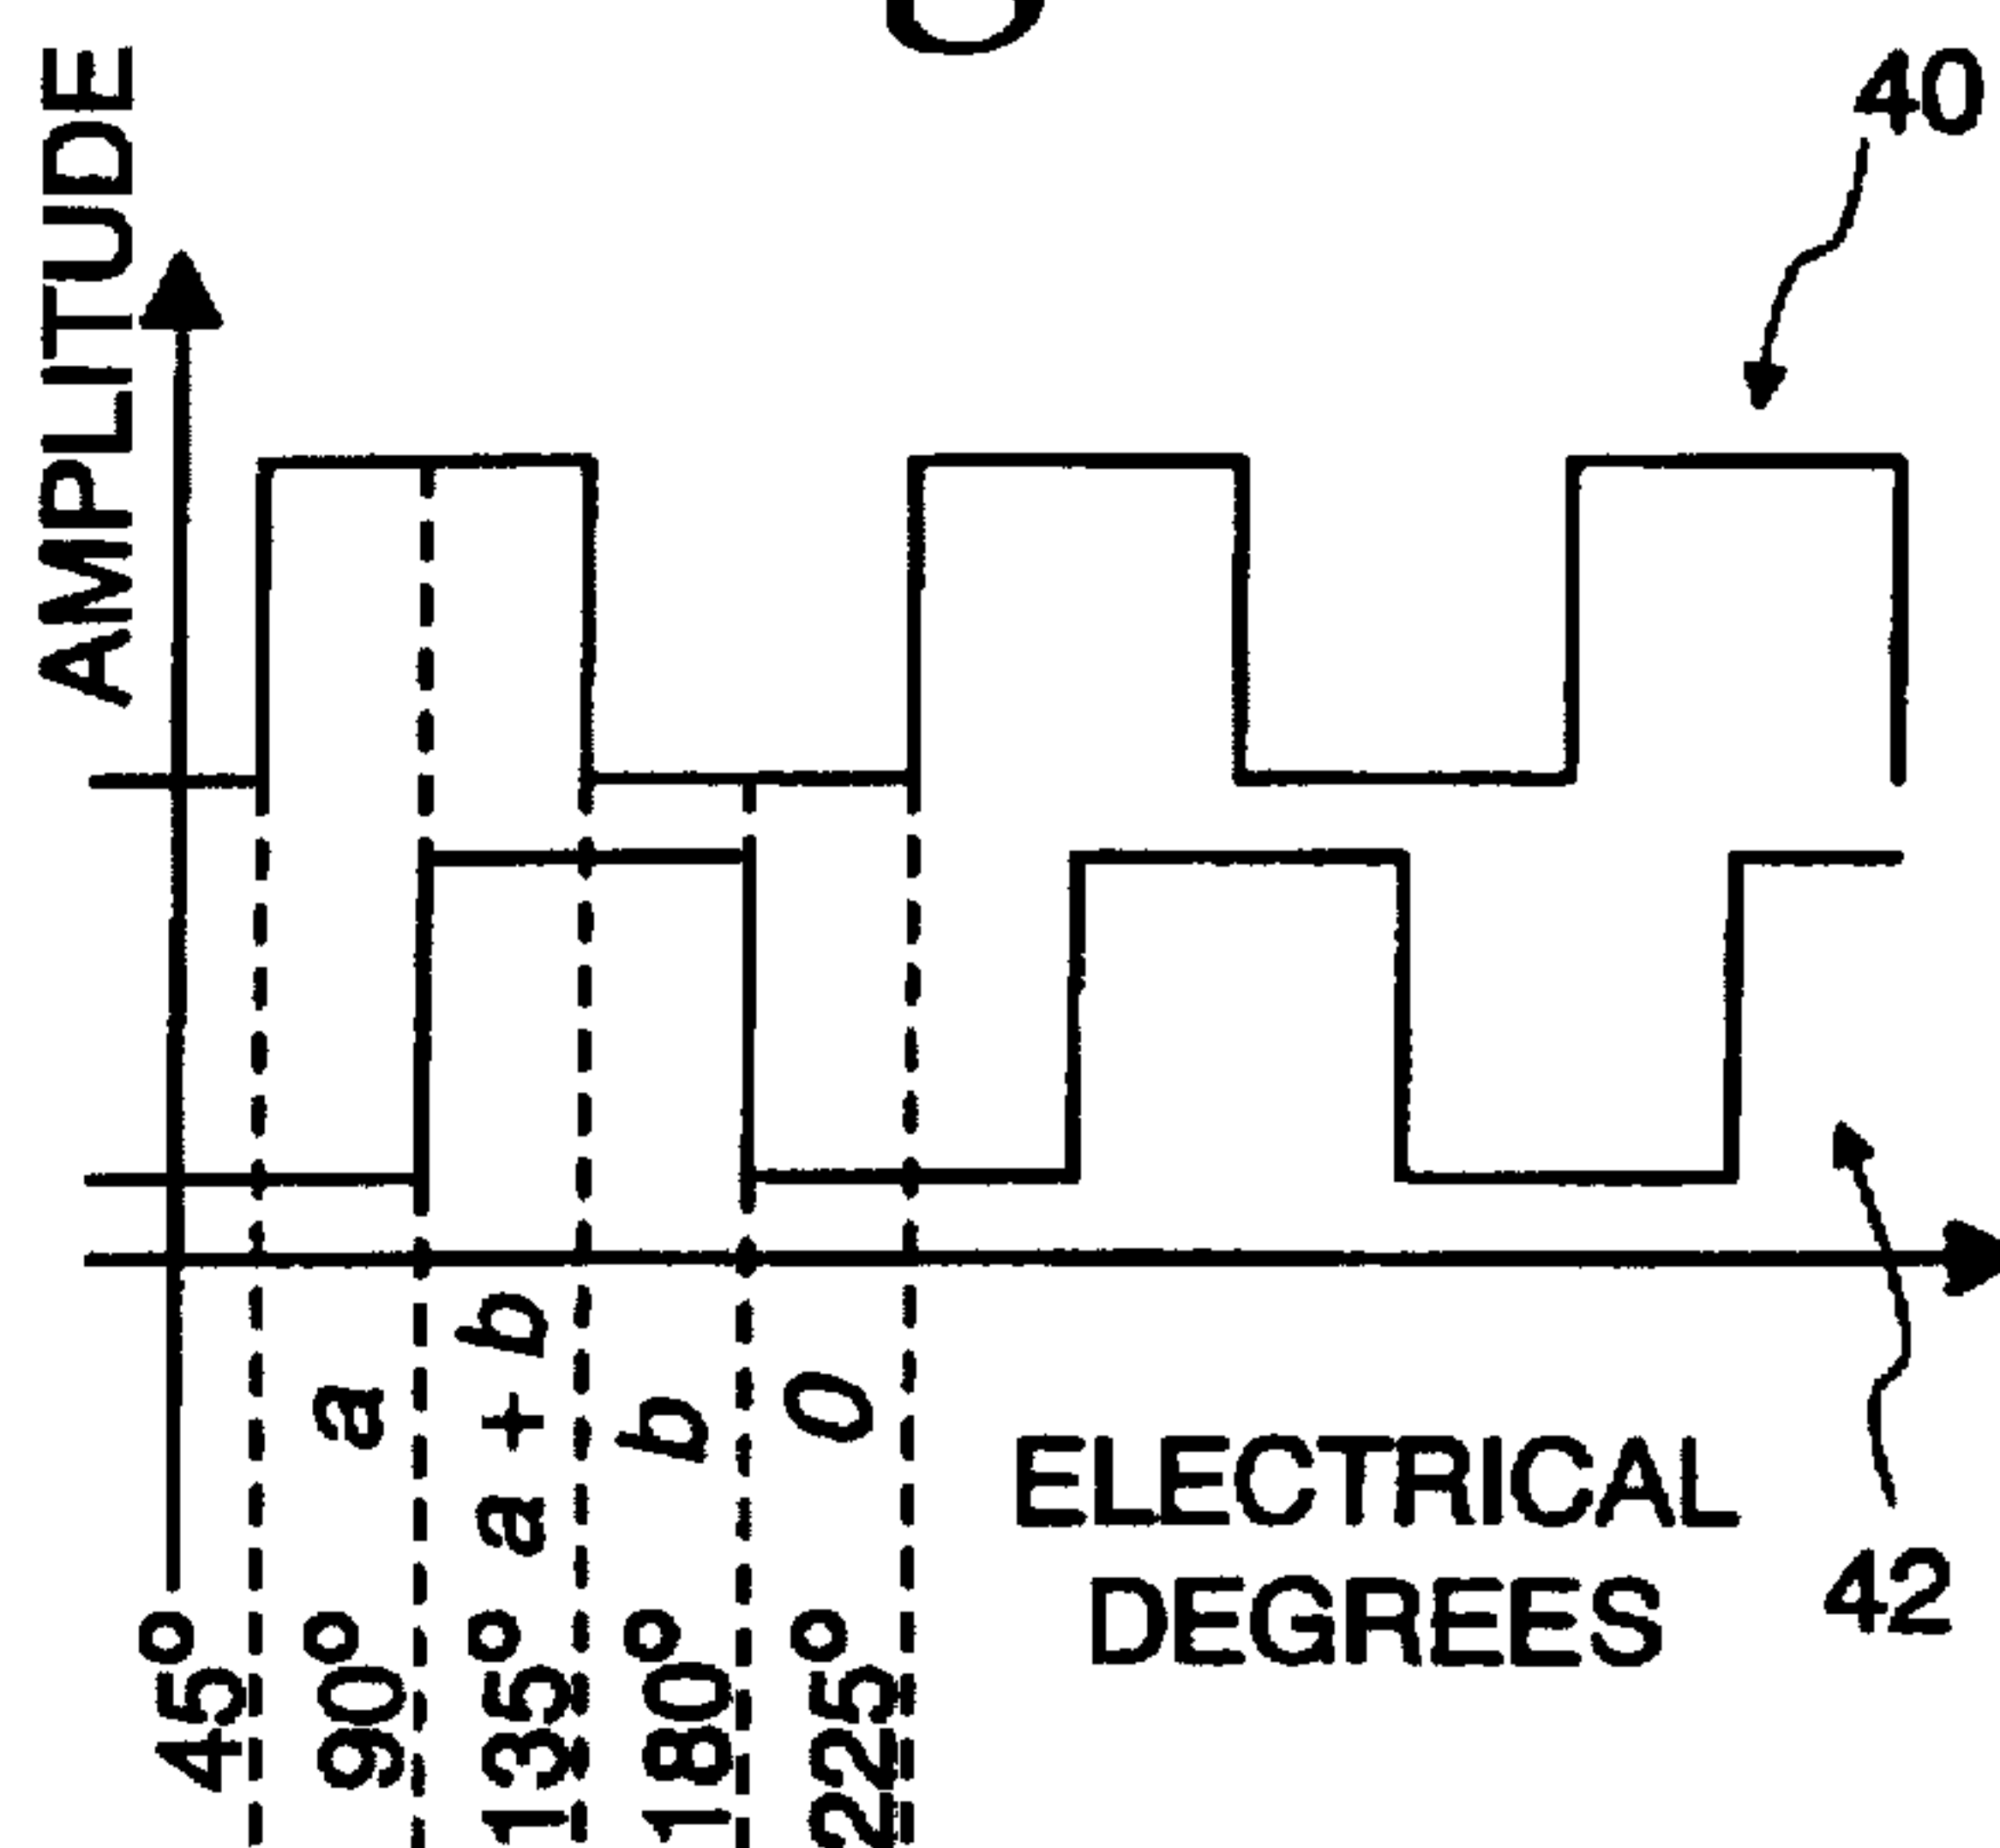 AMPLITUDE
40
a
a + b
b
0
ELECTRICAL
DEGREES
42
45°
90°
135°
180°
225°